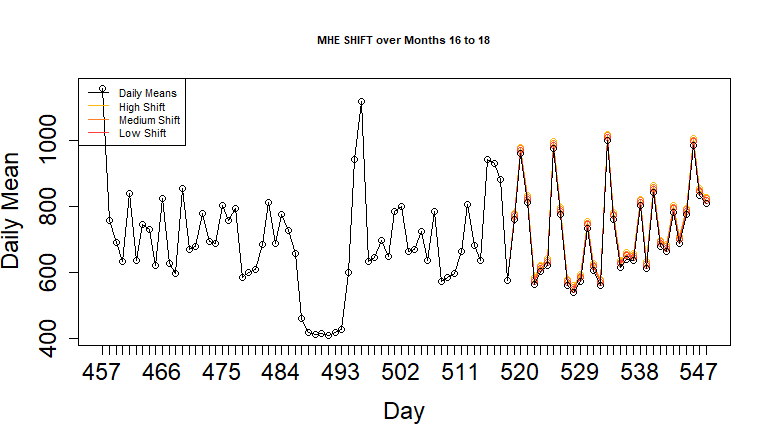 MHE SHIFT over Months 16 to 18
Daily Means
High Shift
Medium Shift
Low Shift
Daily Mean
1000
800
600
400
457 466 475 484 493 502 511 520 529 538 547
Day